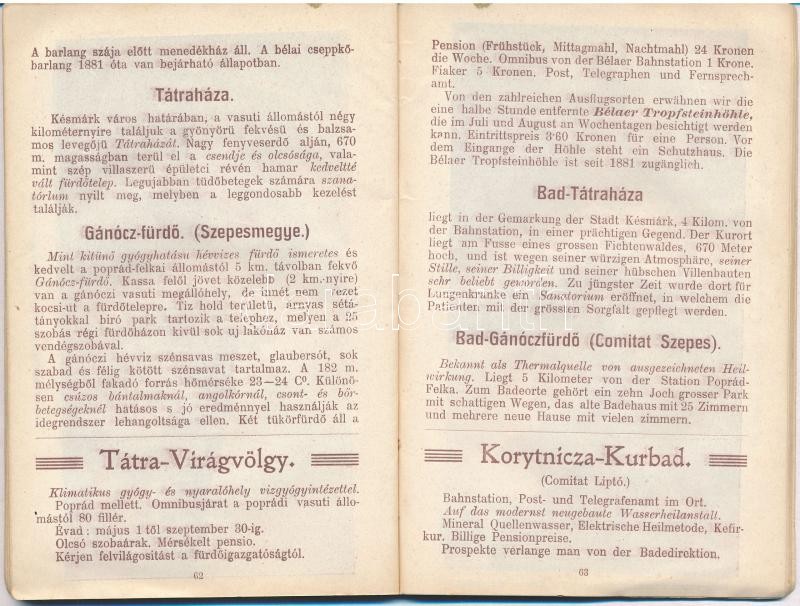 A barlang szája előtt menedékház áll. A bélai cseppkő-
barlang 1881 óta van bejárható állapotban.
Tátraháza.
Késmárk város határában, a vasuti állomástól négy
kilométernyire találjuk a gyönyörü fekvésü és balzsa-
mos levegőjü Tátraházát. Nagy fenyveserdő alján, 670
m. magasságban terül el a csendje és olcsósága, vala-
mint szép villaszerü épületei révén hamar kedveltté
vált fürdőtelep. Legujabban tüdőbetegek számára szana-
tórium nyilt meg, melyben a leggondosabb kezelést
találják.
Gánócz-fürdő. (Szepesmegye.)
Mint kitünő gyógyhatásu hévvizes fürdő ismeretes és
kedvelt a poprád-felkai állomástól 5 km. távolban fekvő
Gánócz-fürdő. Kassa felől jövet közelebb (2 km.-nyire)
van a gánóczi vasuti megállóhely, de innét nem vezet
kocsi-ut a fürdőtelepre. Tiz hold területü, árnyas sétá-
tányokkal biró park tartozik a telephez, melyen a 25
szobás régi fürdőházon kivül sok uj lakóház van számos
vendégszobával.
A gánóczi hévviz szénsavas meszet, glaubersót, sok
szabad és félig kötött szénsavat tartalmaz. A 182 m.
mélységből fakadó forrás hőmérséke 23—24 C⁰. Különö-
sen csúzos bántalmaknál, angolkórnál, csont- és bőr-
betegségeknél hatásos s jó eredménnyel használják az
idegrendszer lehangoltsága ellen. Két tükörfürdő áll a
Tátra-Virágvölgy.
Klimatikus gyógy- és nyaralóhely vizgyógyintézettel.
Poprád mellett. Omnibusjárat a poprádi vasuti állo-
mástól 80 fillér.
Évad: május 1 től szeptember 30-ig.
Olcsó szobaárak. Mérsékelt pensio.
Kérjen felvilágositást a fürdőigazgatóságtól.
62
Pension (Frühstück, Mittagmahl, Nachtmahl) 24 Kronen
die Woche. Omnibus von der Bélaer Bahnstation 1 Krone.
Fiaker 5 Kronen. Post, Telegraphen und Fernsprech-
amt.
Von den zahlreichen Ausflugsorten erwähnen wir die
eine halbe Stunde entfernte Bélaer Tropfsteinhöhle,
die im Juli und August an Wochentagen besichtigt werden
kann. Eintrittspreis 3·60 Kronen für eine Person. Vor
dem Eingange der Höhle steht ein Schutzhaus. Die
Bélaer Tropfsteinhöhle ist seit 1881 zugänglich.
Bad-Tátraháza
liegt in der Gemarkung der Stadt Késmárk, 4 Kilom. von
der Bahnstation, in einer prächtigen Gegend. Der Kurort
liegt am Fusse eines grossen Fichtenwaldes, 670 Meter
hoch, und ist wegen seiner würzigen Atmosphäre, seiner
Stille, seiner Billigkeit und seiner hübschen Villenbauten
sehr beliebt geworden. Zu jüngster Zeit wurde dort für
Lungenkranke ein Sanatorium eröffnet, in welchem die
Patienten mit der grössten Sorgfalt gepflegt werden.
Bad-Gánóczfürdő (Comitat Szepes).
Bekannt als Thermalquelle von ausgezeichneten Heil-
wirkung. Liegt 5 Kilometer von der Station Poprád-
Felka. Zum Badeorte gehört ein zehn Joch grosser Park
mit schattigen Wegen, das alte Badehaus mit 25 Zimmern
und mehrere neue Hause mit vielen zimmern.
Korytnicza-Kurbad.
(Comitat Liptó.)
Bahnstation, Post- und Telegrafenamt im Ort.
Auf das modernst neugebaute Wasserheilanstalt.
Mineral Quellenwasser, Elektrische Heilmetode, Kefir-
kur. Billige Pensionpreise.
Prospekte verlange man von der Badedirektion.
63